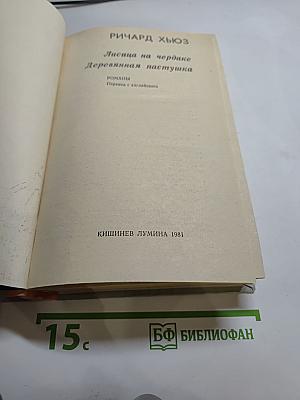 РИЧАРД ХЬЮЗ
Лисица на чердаке
Деревянная пастушка
РОМАНЫ
Перевод с английского
КИШИНЕВ ЛУМИНА 1981
15с
БФ БИБЛИОФАН